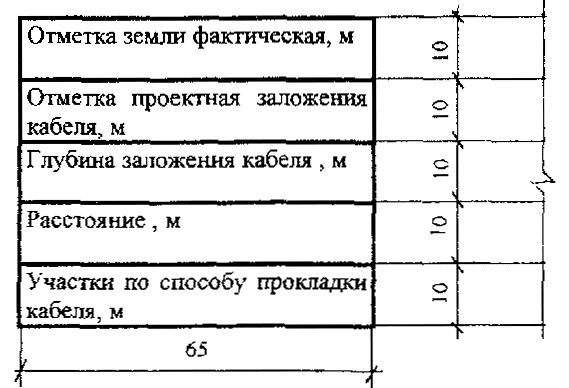 Отметка земли фактическая, м
10
Отметка проектная заложения
кабеля, м
10
Глубина заложения кабеля , м
10
Расстояние , м
10
Участки по способу прокладки
кабеля, м
10
65